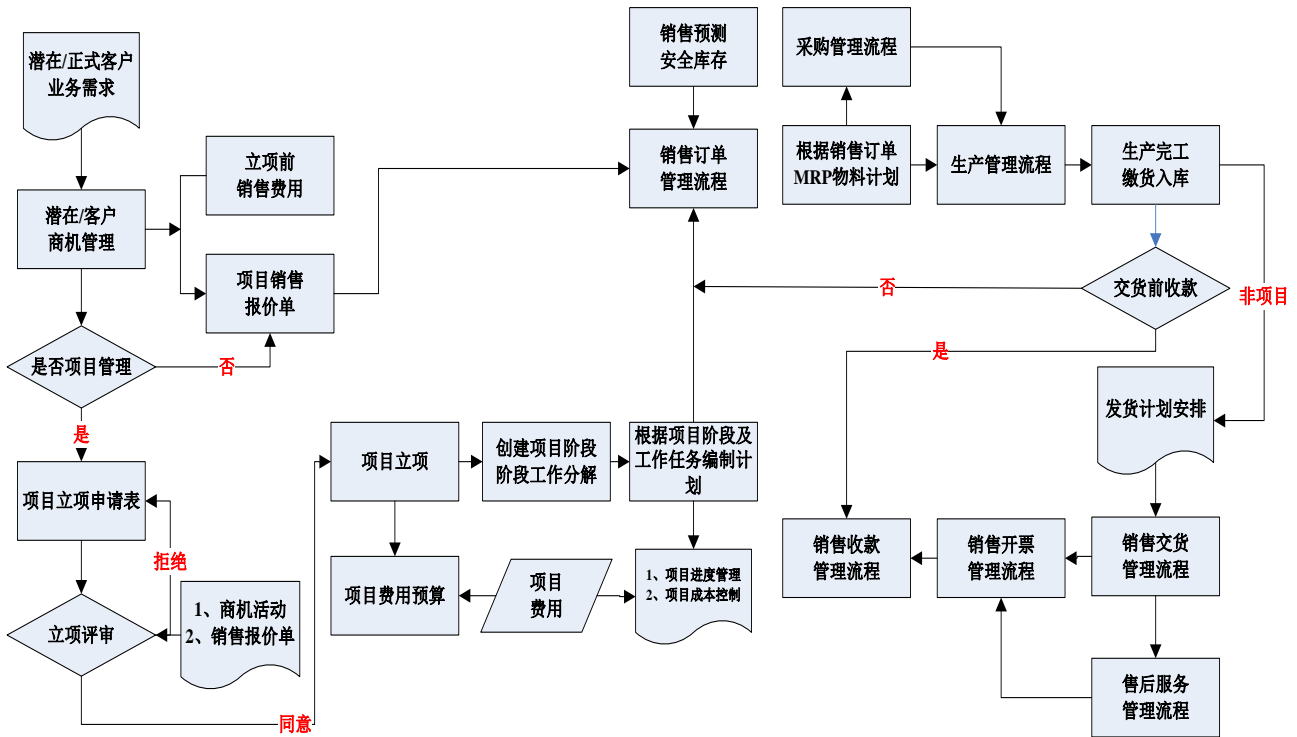 潜在/正式客户
业务需求
潜在/客户
商机管理
立项前
销售费用
项目销售
报价单
是否项目管理
否
是
项目立项申请表
拒绝
立项评审
1、商机活动
2、销售报价单
同意
项目立项
创建项目阶段
阶段工作分解
根据项目阶段及
工作任务编制计
划
项目费用预算
项目
费用
1、项目进度管理
2、项目成本控制
销售预测
安全库存
销售订单
管理流程
采购管理流程
根据销售订单
MRP物料计划
生产管理流程
生产完工
缴货入库
交货前收款
否
是
非项目
发货计划安排
销售收款
管理流程
销售开票
管理流程
销售交货
管理流程
售后服务
管理流程